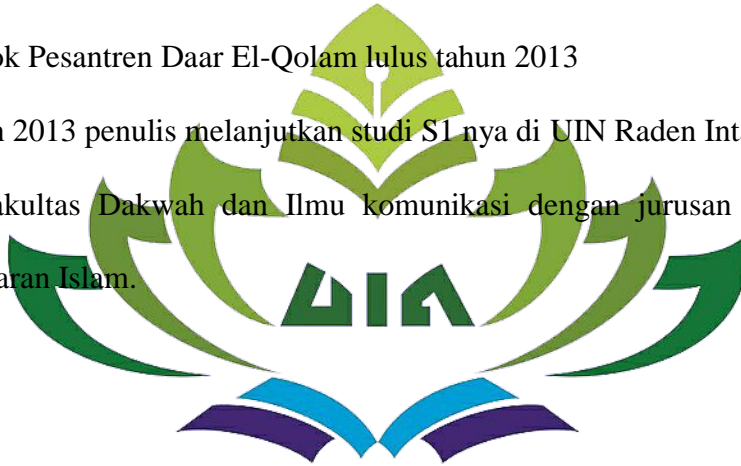 ok Pesantren Daar El-Qolam lulus tahun 2013
n 2013 penulis melanjutkan studi S1 nya di UIN Raden Int
akultas Dakwah dan Ilmu komunikasi dengan jurusan
aran Islam.
UIN